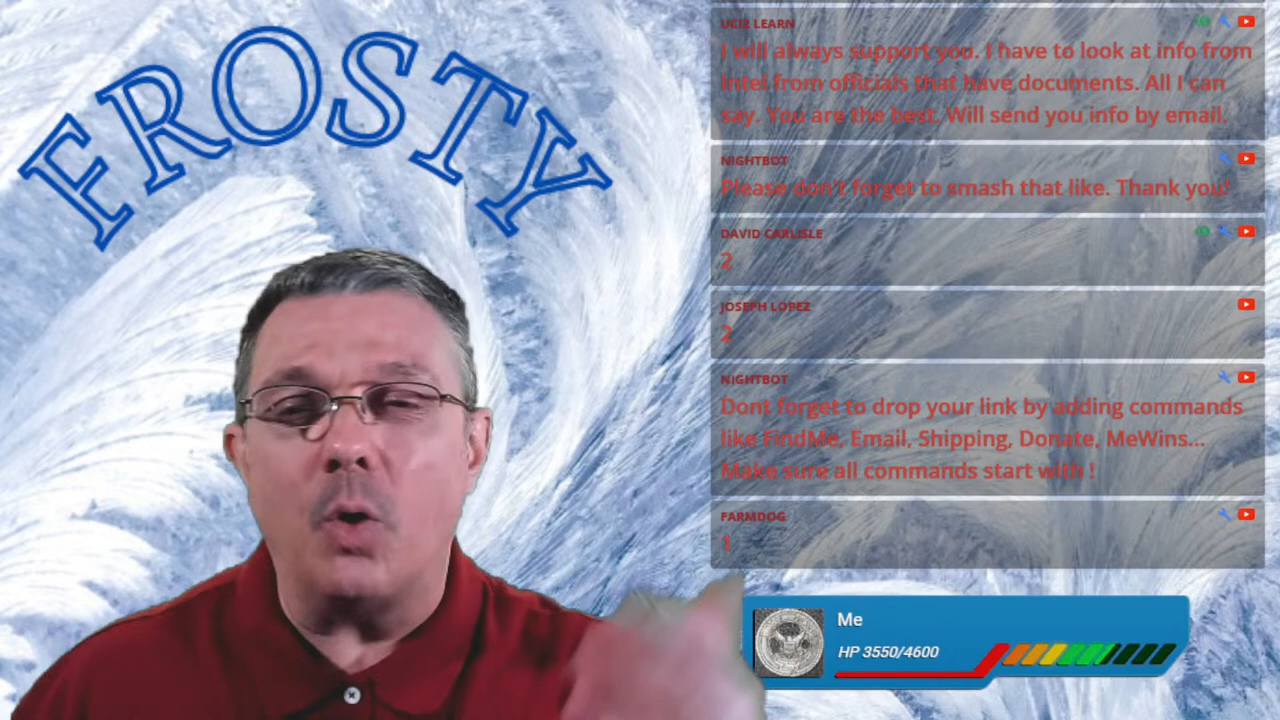 FROSTY
UCI2 LEARN
I will always support you. I have to look at info from
Intel from officials that have documents. All I can
say. You are the best. Will send you info by email.
NIGHTBOT
Please don't forget to smash that like. Thank you!
DAVID CARLISLE
2
JOSEPH LOPEZ
2
NIGHTBOT
Dont forget to drop your link by adding commands
like FindMe, Email, Shipping, Donate, MeWins...
Make sure all commands start with !
FARMDOG
1
Me
HP 3550/4600